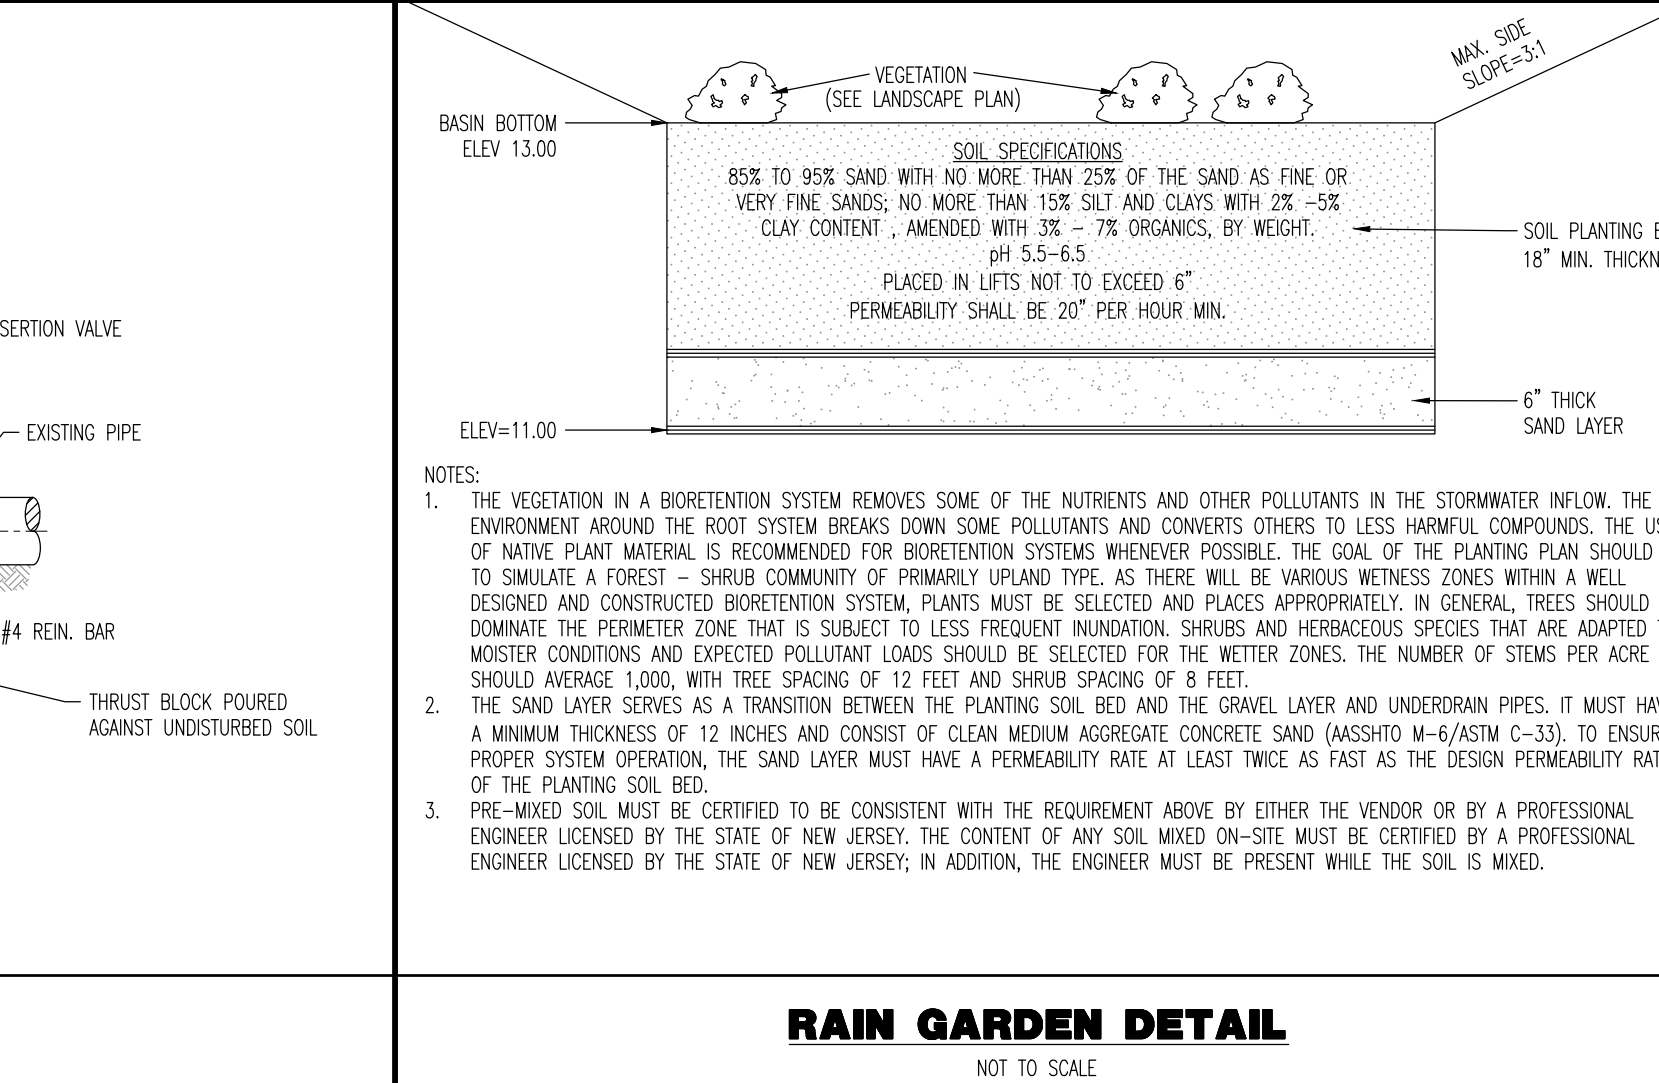 SERTION VALVE
EXISTING PIPE
#4 REIN. BAR
THRUST BLOCK POURED
AGAINST UNDISTURBED SOIL
MAX. SIDE
SLOPE=3:1
VEGETATION
(SEE LANDSCAPE PLAN)
BASIN BOTTOM
ELEV 13.00
SOIL SPECIFICATIONS
85% TO 95% SAND WITH NO MORE THAN 25% OF THE SAND AS FINE OR
VERY FINE SANDS; NO MORE THAN 15% SILT AND CLAYS WITH 2% -5%
CLAY CONTENT , AMENDED WITH 3% - 7% ORGANICS, BY WEIGHT.
pH 5.5-6.5
PLACED IN LIFTS NOT TO EXCEED 6"
PERMEABILITY SHALL BE 20" PER HOUR MIN.
SOIL PLANTING
18" MIN. THICKN
6" THICK
SAND LAYER
ELEV=11.00
NOTES:
1. THE VEGETATION IN A BIORETENTION SYSTEM REMOVES SOME OF THE NUTRIENTS AND OTHER POLLUTANTS IN THE STORMWATER INFLOW. THE
ENVIRONMENT AROUND THE ROOT SYSTEM BREAKS DOWN SOME POLLUTANTS AND CONVERTS OTHERS TO LESS HARMFUL COMPOUNDS. THE US
OF NATIVE PLANT MATERIAL IS RECOMMENDED FOR BIORETENTION SYSTEMS WHENEVER POSSIBLE. THE GOAL OF THE PLANTING PLAN SHOULD
TO SIMULATE A FOREST - SHRUB COMMUNITY OF PRIMARILY UPLAND TYPE. AS THERE WILL BE VARIOUS WETNESS ZONES WITHIN A WELL
DESIGNED AND CONSTRUCTED BIORETENTION SYSTEM, PLANTS MUST BE SELECTED AND PLACES APPROPRIATELY. IN GENERAL, TREES SHOULD
DOMINATE THE PERIMETER ZONE THAT IS SUBJECT TO LESS FREQUENT INUNDATION. SHRUBS AND HERBACEOUS SPECIES THAT ARE ADAPTED
MOISTER CONDITIONS AND EXPECTED POLLUTANT LOADS SHOULD BE SELECTED FOR THE WETTER ZONES. THE NUMBER OF STEMS PER ACRE
SHOULD AVERAGE 1,000, WITH TREE SPACING OF 12 FEET AND SHRUB SPACING OF 8 FEET.
2. THE SAND LAYER SERVES AS A TRANSITION BETWEEN THE PLANTING SOIL BED AND THE GRAVEL LAYER AND UNDERDRAIN PIPES. IT MUST HAV
A MINIMUM THICKNESS OF 12 INCHES AND CONSIST OF CLEAN MEDIUM AGGREGATE CONCRETE SAND (AASSHTO M-6/ASTM C-33). TO ENSUR
PROPER SYSTEM OPERATION, THE SAND LAYER MUST HAVE A PERMEABILITY RATE AT LEAST TWICE AS FAST AS THE DESIGN PERMEABILITY RAT
OF THE PLANTING SOIL BED.
3. PRE-MIXED SOIL MUST BE CERTIFIED TO BE CONSISTENT WITH THE REQUIREMENT ABOVE BY EITHER THE VENDOR OR BY A PROFESSIONAL
ENGINEER LICENSED BY THE STATE OF NEW JERSEY. THE CONTENT OF ANY SOIL MIXED ON-SITE MUST BE CERTIFIED BY A PROFESSIONAL
ENGINEER LICENSED BY THE STATE OF NEW JERSEY; IN ADDITION, THE ENGINEER MUST BE PRESENT WHILE THE SOIL IS MIXED.
RAIN GARDEN DETAIL
NOT TO SCALE